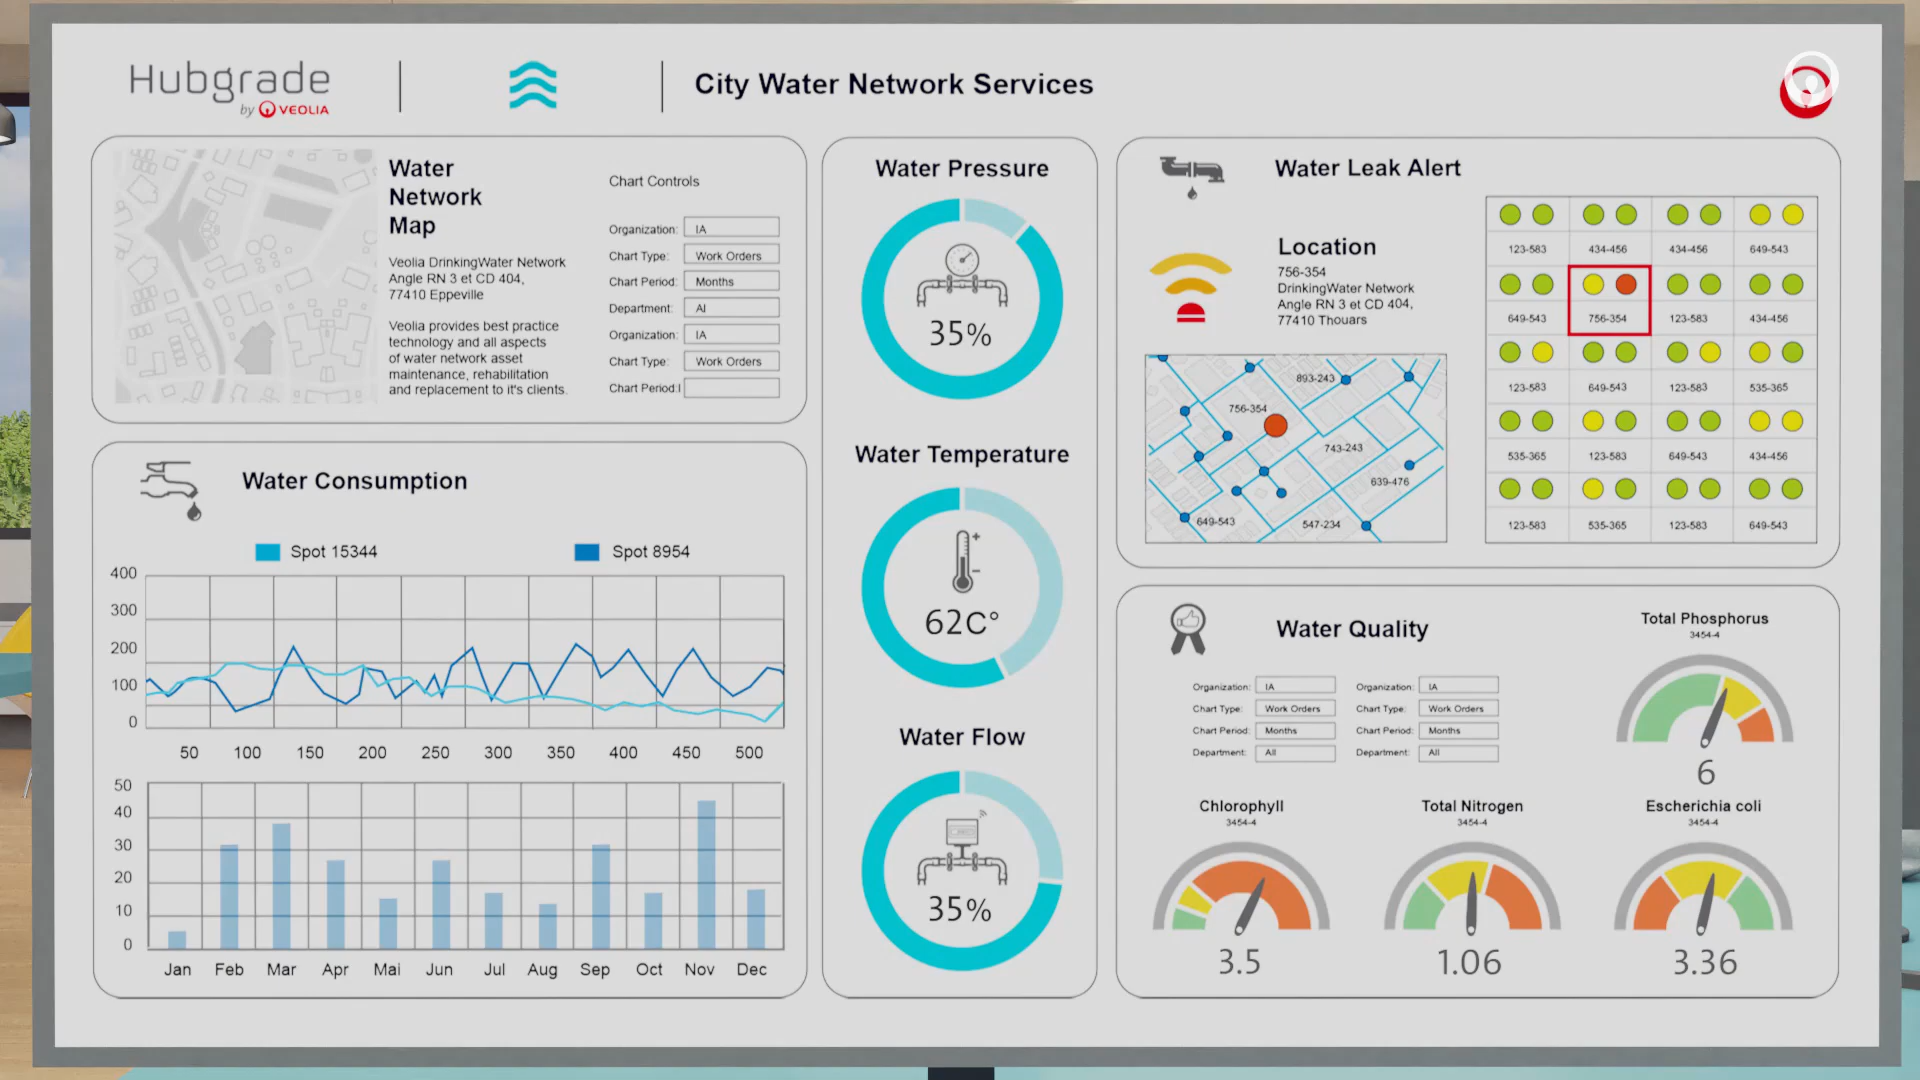 Hubgrade
by VEOLIA
City Water Network Services
Water
Network
Map
Veolia DrinkingWater Network
Angle RN 3 et CD 404,
77410 Eppeville
Veolia provides best practice
technology and all aspects
of water network asset
maintenance, rehabilitation
and replacement to it's clients.
Chart Controls
Organization: IA
Chart Type: Work Orders
Chart Period: Months
Department: AI
Organization: IA
Chart Type: Work Orders
Chart Period:I
Water Consumption
Spot 15344
Spot 8954
400
300
200
100
0
50 100 150 200 250 300 350 400 450 500
50
40
30
20
10
0
Jan Feb Mar Apr Mai Jun Jul Aug Sep Oct Nov Dec
Water Pressure
35%
Water Temperature
+
−
62C°
Water Flow
35%
Water Leak Alert
Location
756-354
DrinkingWater Network
Angle RN 3 et CD 404,
77410 Thouars
893-243
756-354
743-243
639-476
649-543
547-234
123-583 434-456 434-456 649-543
649-543 756-354 123-583 434-456
123-583 649-543 123-583 535-365
535-365 123-583 649-543 434-456
123-583 535-365 123-583 649-543
Water Quality
Organization: IA
Chart Type: Work Orders
Chart Period: Months
Department: All
Organization: IA
Chart Type: Work Orders
Chart Period: Months
Department: All
Total Phosphorus
3454-4
6
Chlorophyll
3454-4
3.5
Total Nitrogen
3454-4
1.06
Escherichia coli
3454-4
3.36